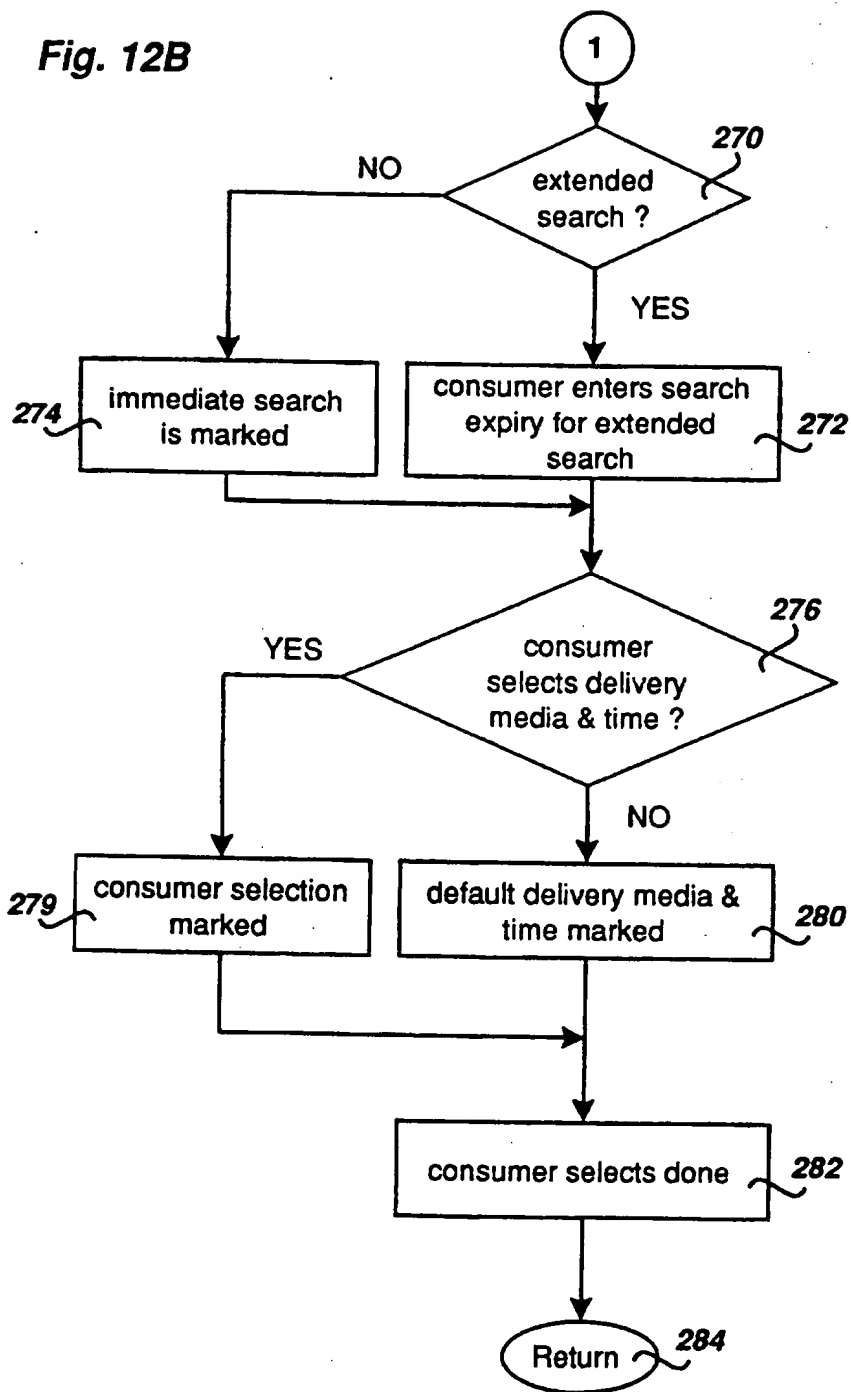 Fig. 12B
1
270
NO
extended
search ?
YES
274
immediate search
is marked
consumer enters search
expiry for extended
search
272
276
YES
consumer
selects delivery
media & time ?
NO
279
consumer selection
marked
default delivery media &
time marked
280
consumer selects done
282
Return
284